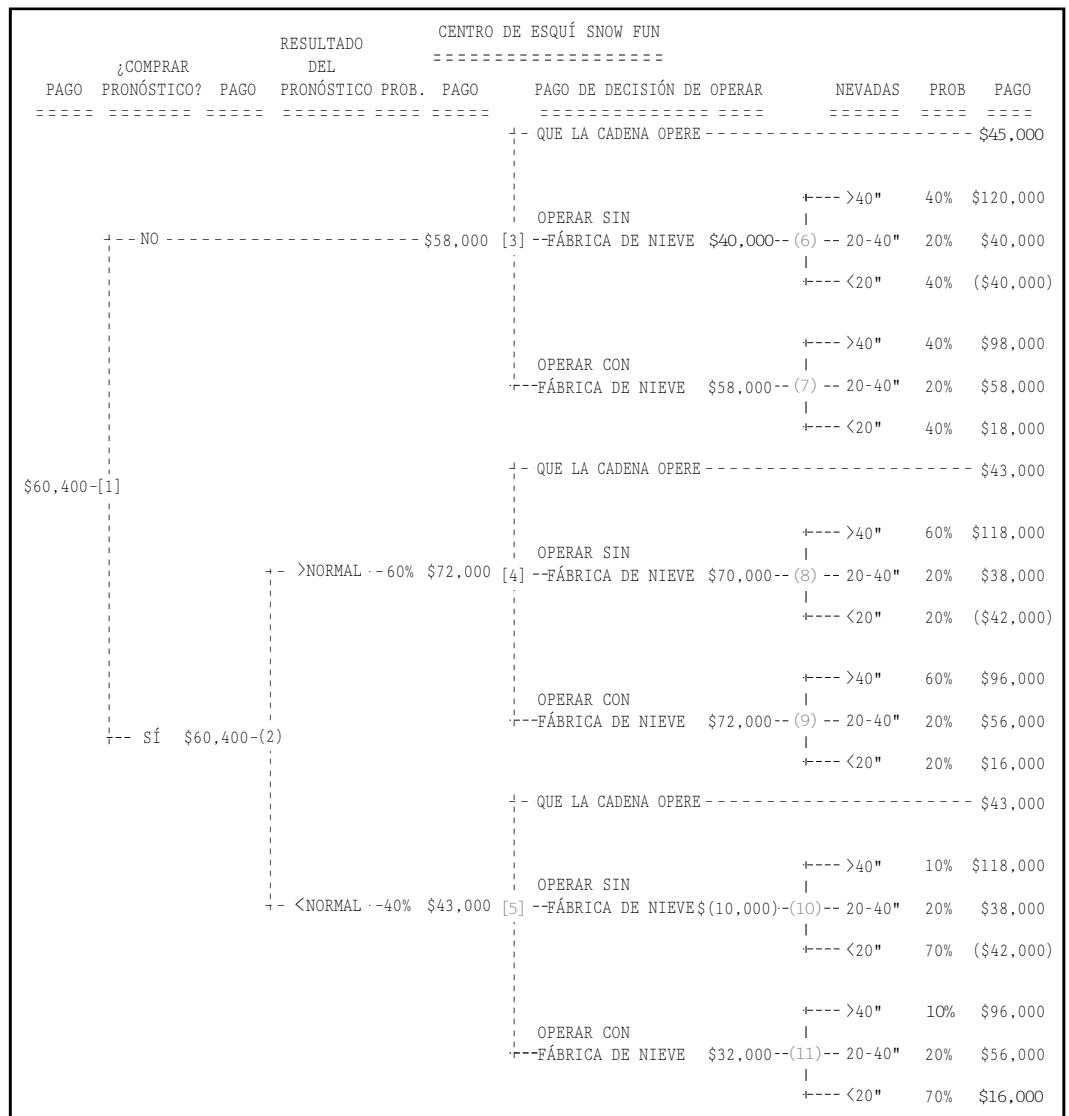 CENTRO DE ESQUÍ SNOW FUN
RESULTADO
¿COMPRAR DEL
PAGO PRONÓSTICO? PAGO PRONÓSTICO PROB. PAGO PAGO DE DECISIÓN DE OPERAR NEVADAS PROB PAGO
QUE LA CADENA OPERE $45,000
>40" 40% $120,000
OPERAR SIN
NO $58,000 [3] FÁBRICA DE NIEVE $40,000 (6) 20-40" 20% $40,000
<20" 40% ($40,000)
>40" 40% $98,000
OPERAR CON
FÁBRICA DE NIEVE $58,000 (7) 20-40" 20% $58,000
<20" 40% $18,000
QUE LA CADENA OPERE $43,000
$60,400-[1]
>40" 60% $118,000
OPERAR SIN
>NORMAL 60% $72,000 [4] FÁBRICA DE NIEVE $70,000 (8) 20-40" 20% $38,000
<20" 20% ($42,000)
>40" 60% $96,000
OPERAR CON
FÁBRICA DE NIEVE $72,000 (9) 20-40" 20% $56,000
SÍ $60,400-(2)
<20" 20% $16,000
QUE LA CADENA OPERE $43,000
>40" 10% $118,000
OPERAR SIN
<NORMAL 40% $43,000 [5] FÁBRICA DE NIEVE $(10,000) (10) 20-40" 20% $38,000
<20" 70% ($42,000)
>40" 10% $96,000
OPERAR CON
FÁBRICA DE NIEVE $32,000 (11) 20-40" 20% $56,000
<20" 70% $16,000